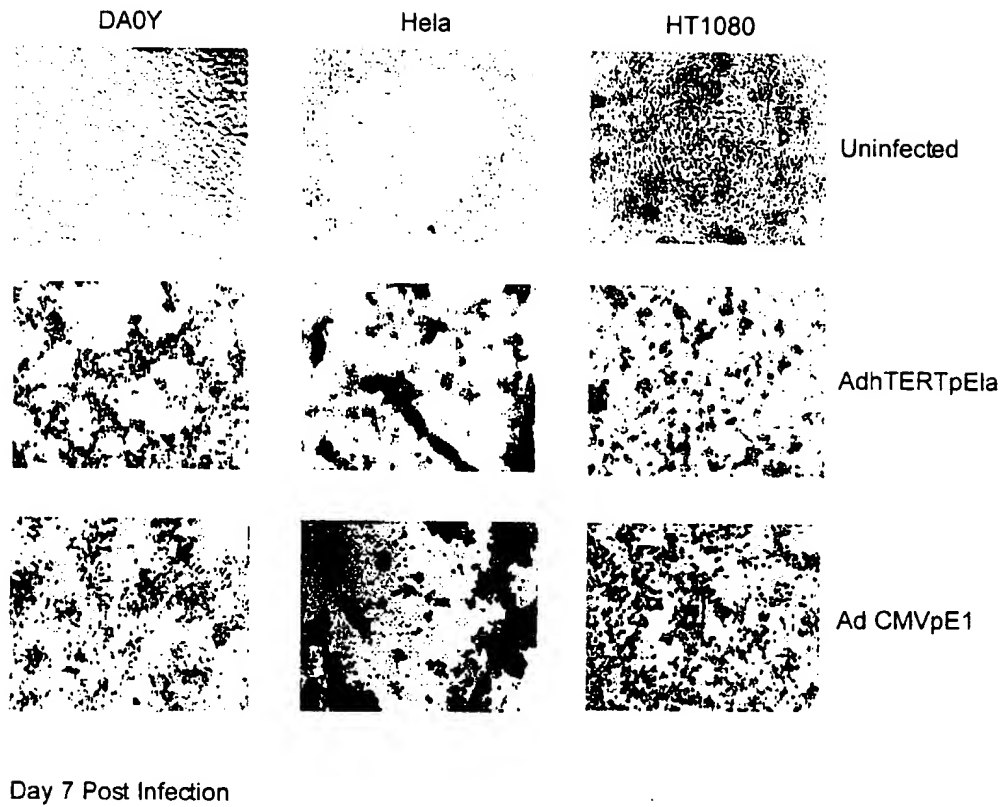 DA0Y Hela HT1080
Uninfected
AdhTERTpEla
Ad CMVpE1
Day 7 Post Infection